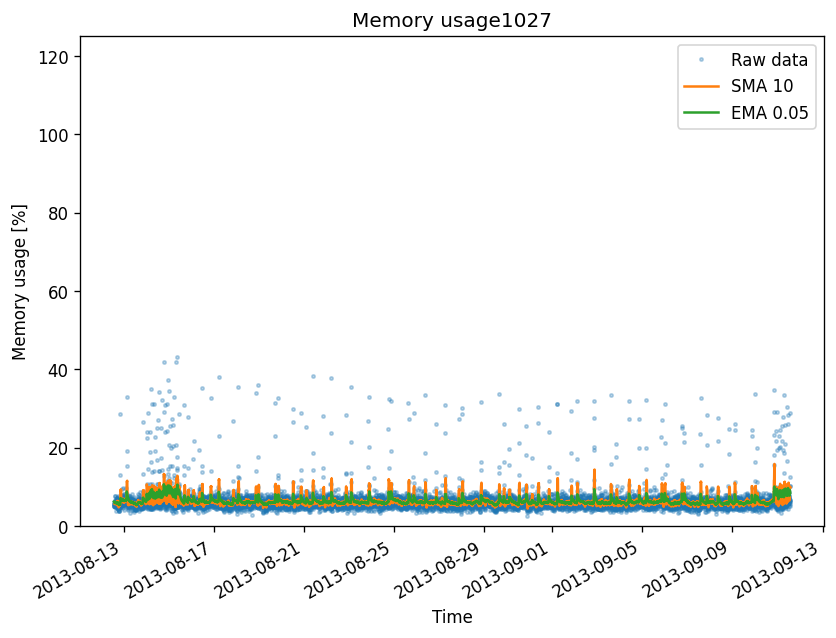 Memory usage1027
120
100
80
60
40
20
0
Memory usage [%]
Raw data
SMA 10
EMA 0.05
2013-08-13
2013-08-17
2013-08-21
2013-08-25
2013-08-29
2013-09-01
2013-09-05
2013-09-09
2013-09-13
Time